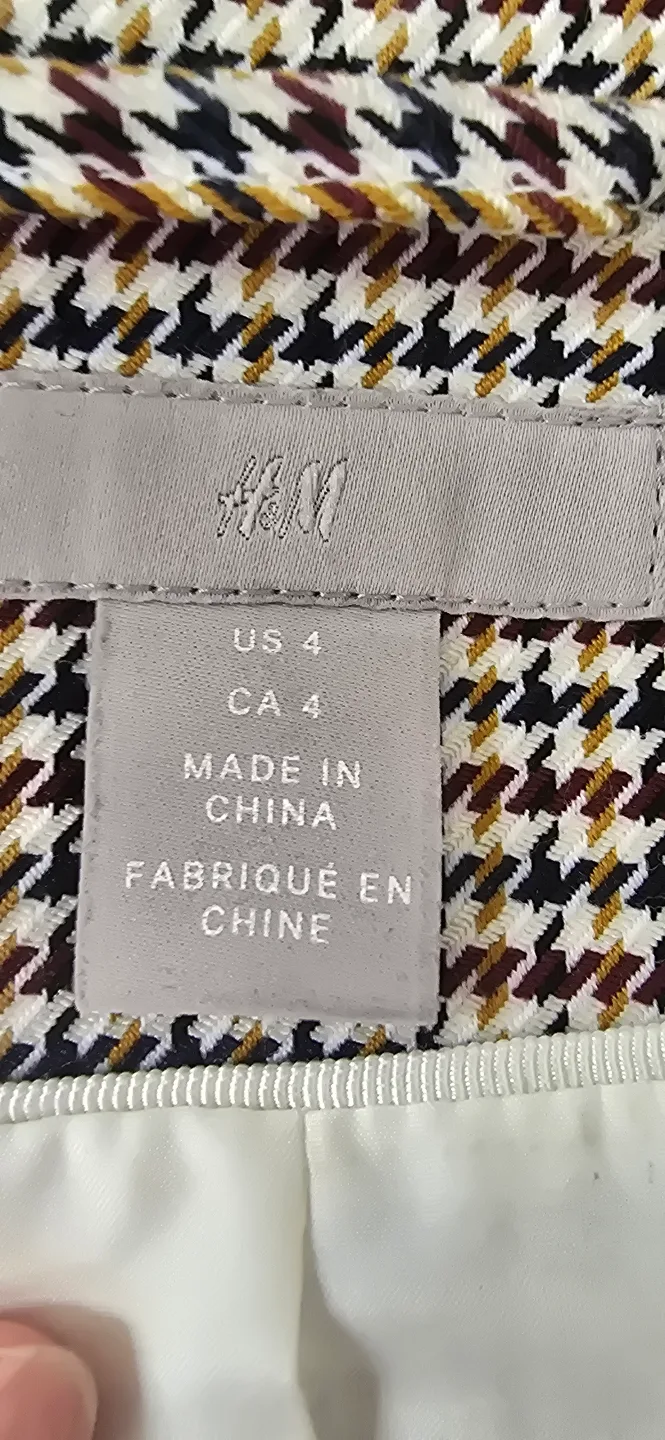 H&M
US 4
CA 4
MADE IN
CHINA
FABRIQUÉ EN
CHINE